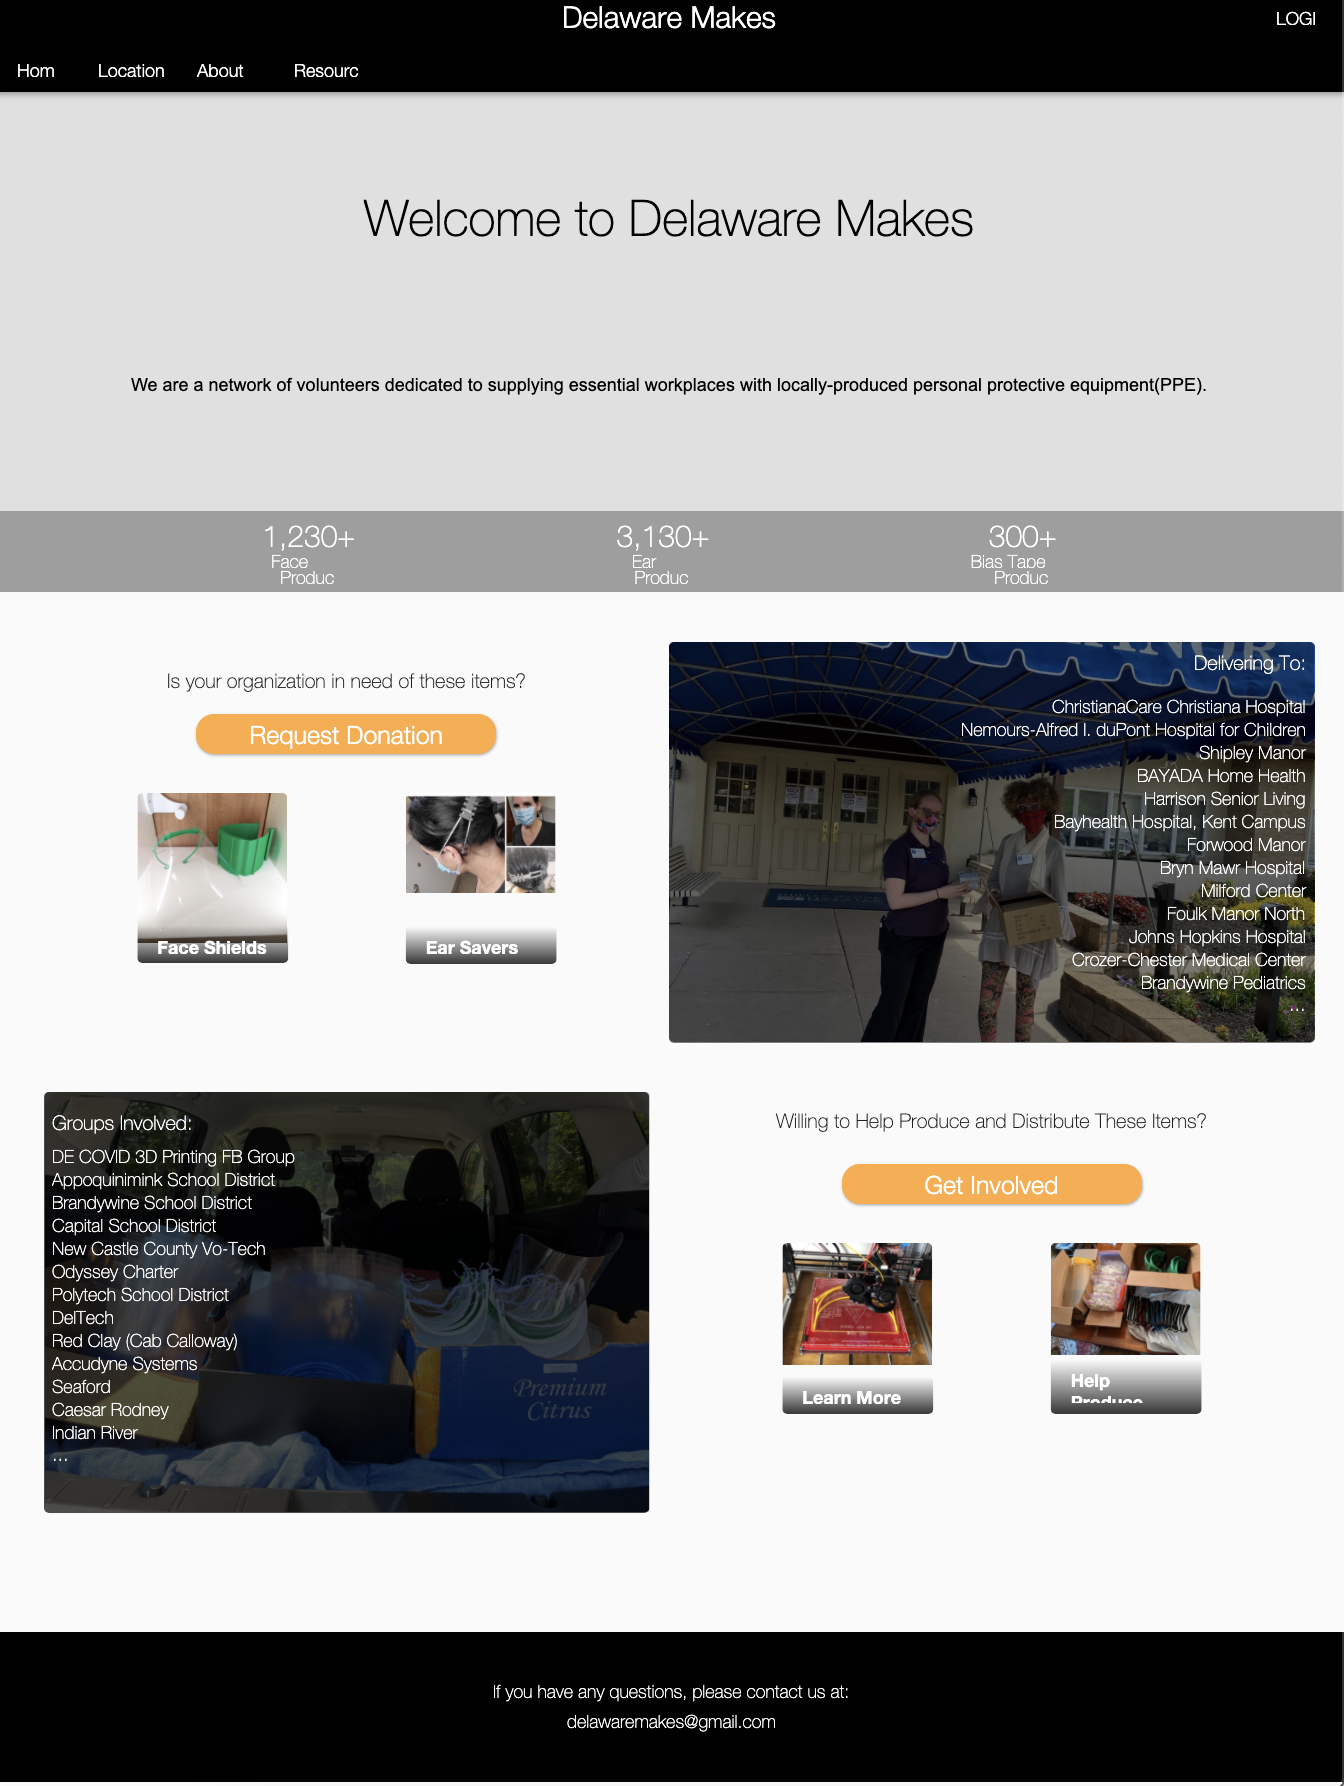 Delaware Makes
LOGI
Hom Location About Resourc
Welcome to Delaware Makes
We are a network of volunteers dedicated to supplying essential workplaces with locally-produced personal protective equipment(PPE).
1,230+
Face
Produc
3,130+
Ear
Produc
300+
Bias Tape
Produc
Is your organization in need of these items?
Request Donation
Face Shields
Ear Savers
Delivering To:
ChristianaCare Christiana Hospital
Nemours-Alfred I. duPont Hospital for Children
Shipley Manor
BAYADA Home Health
Harrison Senior Living
Bayhealth Hospital, Kent Campus
Forwood Manor
Bryn Mawr Hospital
Milford Center
Foulk Manor North
Johns Hopkins Hospital
Crozer-Chester Medical Center
Brandywine Pediatrics
...
Groups Involved:
DE COVID 3D Printing FB Group
Appoquinimink School District
Brandywine School District
Capital School District
New Castle County Vo-Tech
Odyssey Charter
Polytech School District
DelTech
Red Clay (Cab Calloway)
Accudyne Systems
Seaford
Caesar Rodney
Indian River
...
Premium
Citrus
Willing to Help Produce and Distribute These Items?
Get Involved
Learn More
Help
Produce
If you have any questions, please contact us at:
delawaremakes@gmail.com